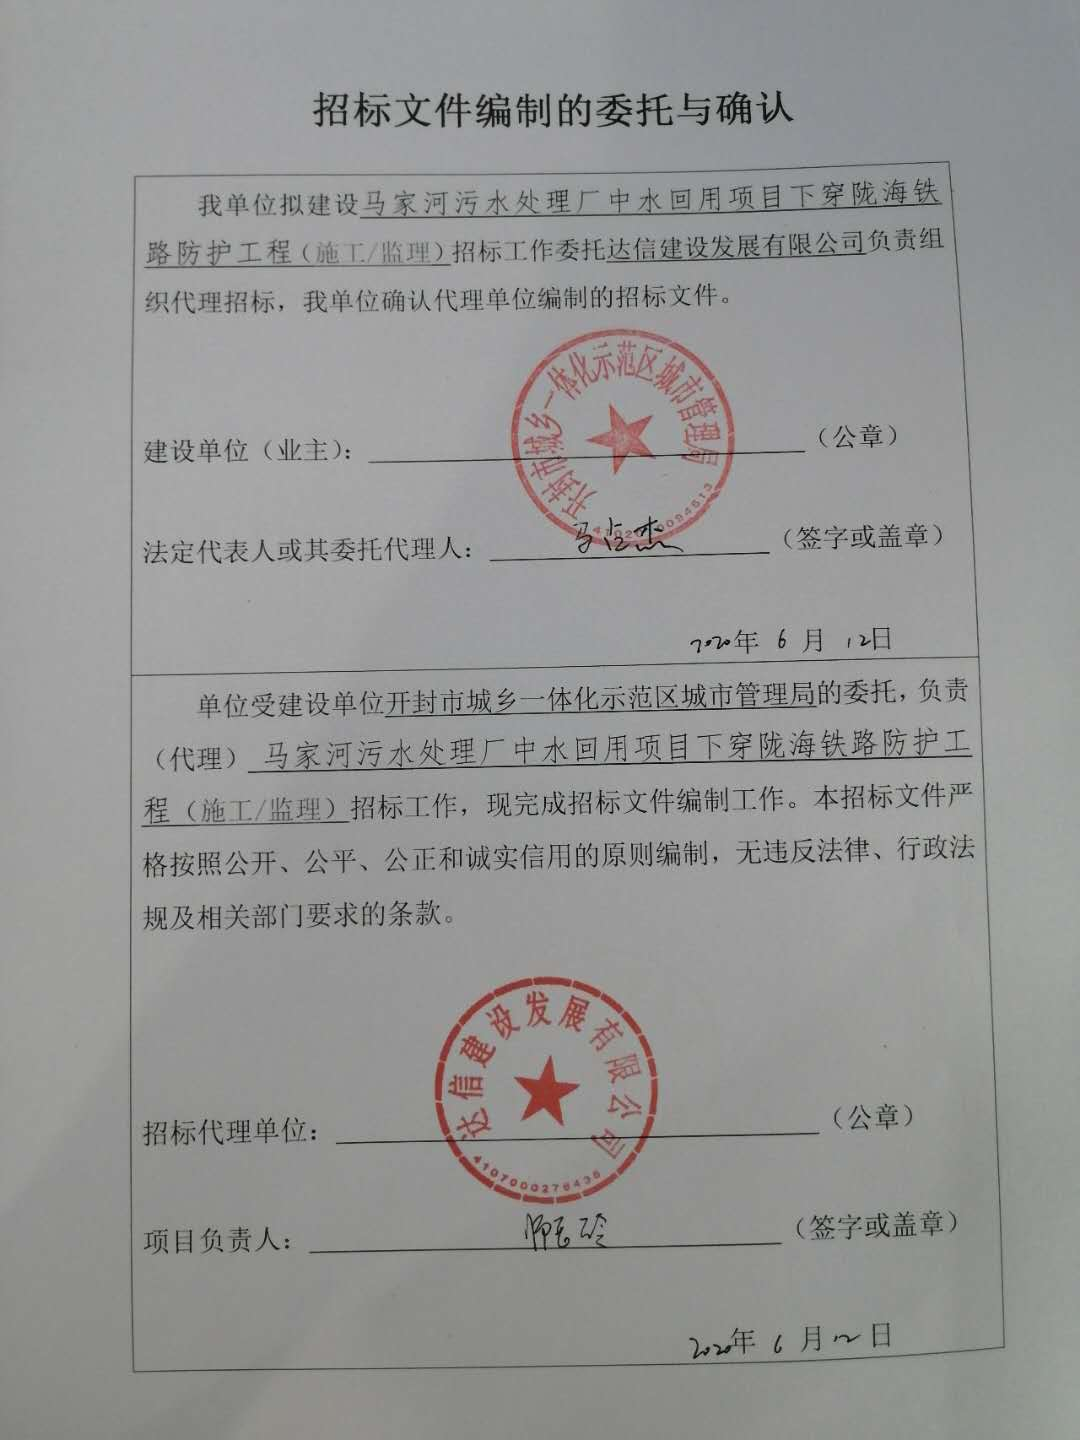 招标文件编制的委托与确认
我单位拟建设马家河污水处理厂中水回用项目下穿陇海铁
路防护工程（施工/监理）招标工作委托达信建设发展有限公司负责组
织代理招标，我单位确认代理单位编制的招标文件。
开封市城乡一体化示范区城市管理局
建设单位（业主）：（公章）
法定代表人或其委托代理人：（签字或盖章）
2020年 6 月 12日
单位受建设单位开封市城乡一体化示范区城市管理局的委托，负责
（代理）马家河污水处理厂中水回用项目下穿陇海铁路防护工
程（施工/监理）招标工作，现完成招标文件编制工作。本招标文件严
格按照公开、公平、公正和诚实信用的原则编制，无违反法律、行政法
规及相关部门要求的条款。
达信建设发展有限公司
招标代理单位：（公章）
4107000276436
项目负责人：（签字或盖章）
2020年 6 月 12 日